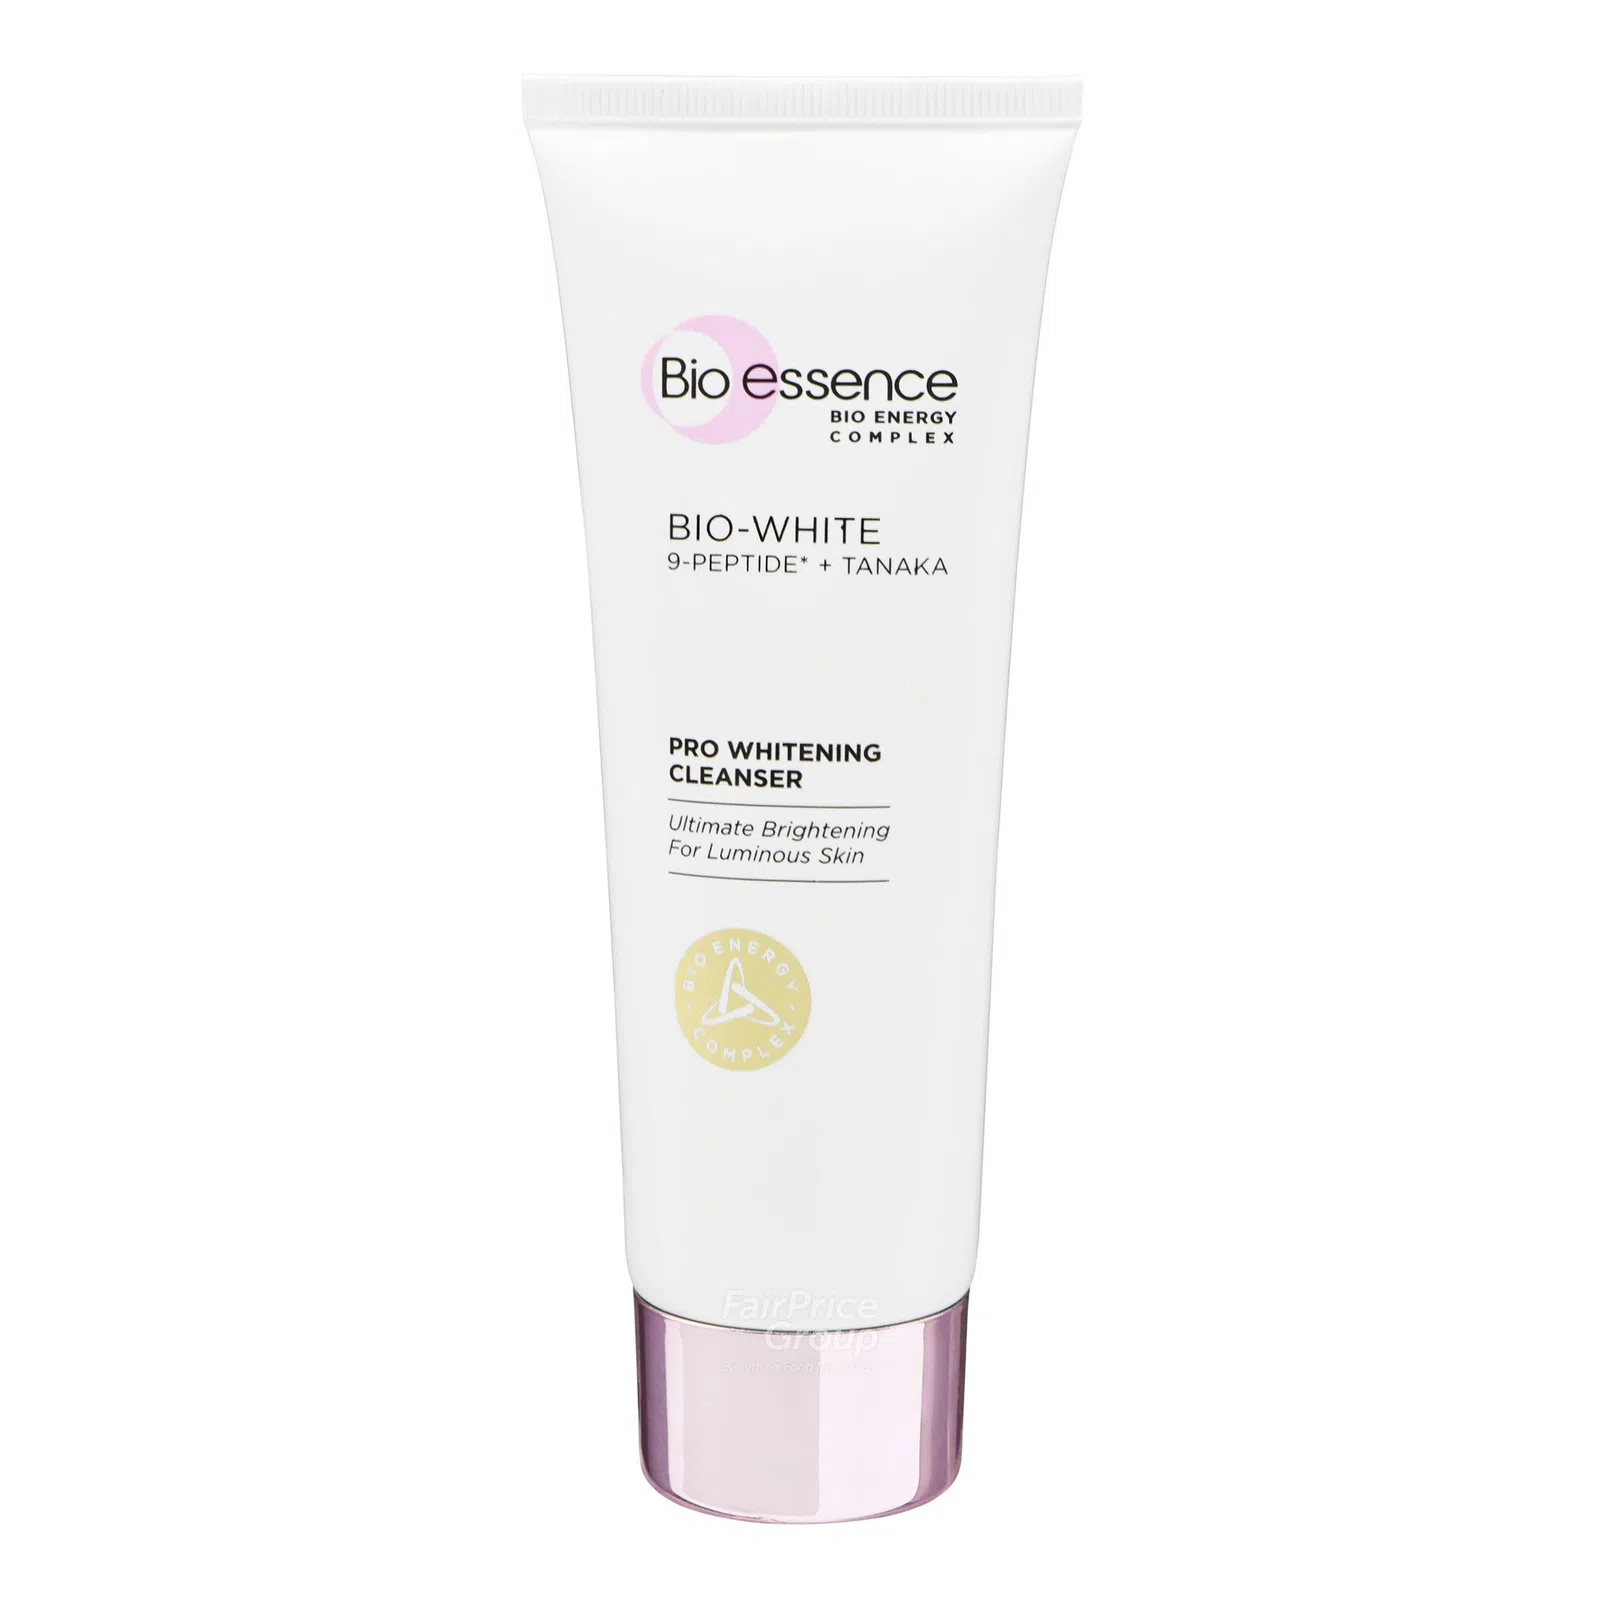 Bio essence
BIO ENERGY
COMPLEX
BIO-WHITE
9-PEPTIDE* + TANAKA
PRO WHITENING
CLEANSER
Ultimate Brightening
For Luminous Skin
BIO ENERGY
COMPLEX
FairPrice
Group